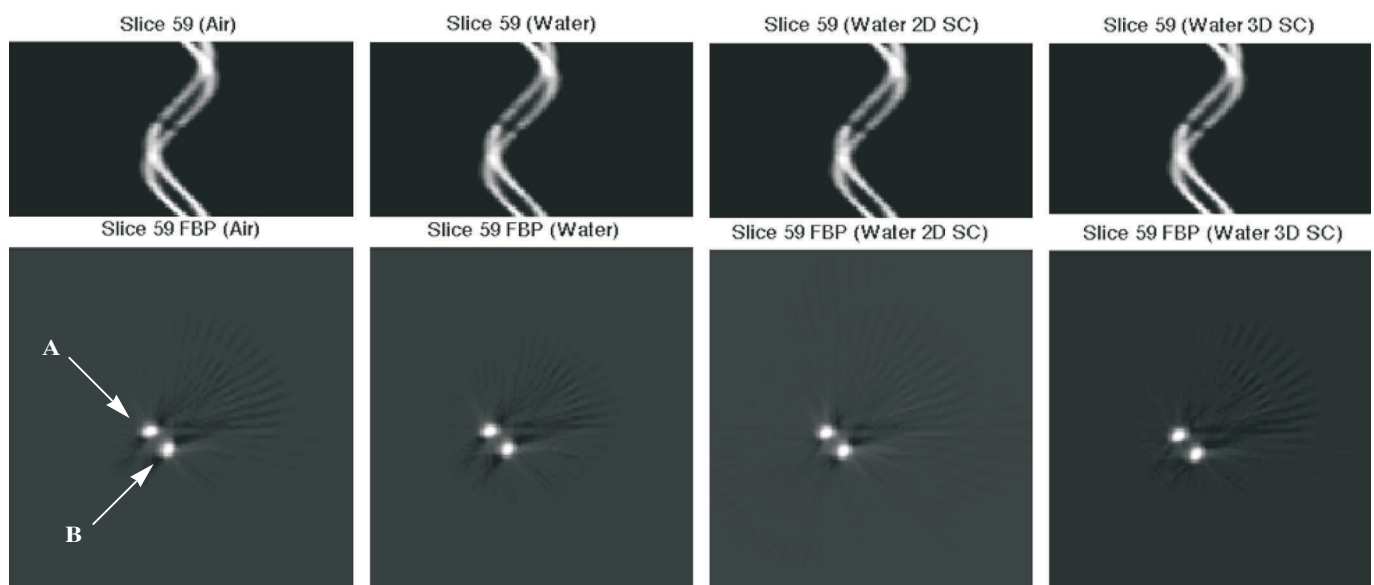 Slice 59 (Air)
Slice 59 (Water)
Slice 59 (Water 2D SC)
Slice 59 (Water 3D SC)
Slice 59 FBP (Air)
Slice 59 FBP (Water)
Slice 59 FBP (Water 2D SC)
Slice 59 FBP (Water 3D SC)
A
B